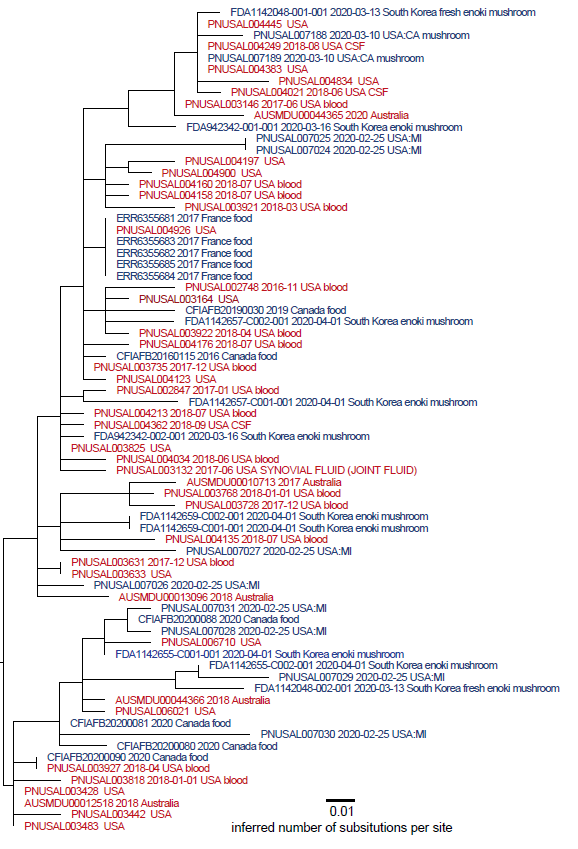 FDA1142048-001-001 2020-03-13 South Korea fresh enoki mushroom
PNUSAL004445 USA
PNUSAL007188 2020-03-10 USA:CA mushroom
PNUSAL004249 2018-08 USA CSF
PNUSAL007189 2020-03-10 USA:CA mushroom
PNUSAL004383 USA
PNUSAL004834 USA
PNUSAL004021 2018-06 USA CSF
PNUSAL003146 2017-06 USA blood
AUSMDU00044365 2020 Australia
FDA942342-001-001 2020-03-16 South Korea enoki mushroom
PNUSAL007025 2020-02-25 USA:MI
PNUSAL007024 2020-02-25 USA:MI
PNUSAL004197 USA
PNUSAL004900 USA
PNUSAL004160 2018-07 USA blood
PNUSAL004158 2018-07 USA blood
PNUSAL003921 2018-03 USA blood
ERR6355681 2017 France food
PNUSAL004926 USA
ERR6355683 2017 France food
ERR6355682 2017 France food
ERR6355685 2017 France food
ERR6355684 2017 France food
PNUSAL002748 2016-11 USA blood
PNUSAL003164 USA
CFIAFB20190030 2019 Canada food
FDA1142657-C002-001 2020-04-01 South Korea enoki mushroom
PNUSAL003922 2018-04 USA blood
PNUSAL004176 2018-07 USA blood
CFIAFB20160115 2016 Canada food
PNUSAL003735 2017-12 USA blood
PNUSAL004123 USA
PNUSAL002847 2017-01 USA blood
FDA1142657-C001-001 2020-04-01 South Korea enoki mushroom
PNUSAL004213 2018-07 USA blood
PNUSAL004362 2018-09 USA CSF
FDA942342-002-001 2020-03-16 South Korea enoki mushroom
PNUSAL003825 USA
PNUSAL004034 2018-06 USA blood
PNUSAL003132 2017-06 USA SYNOVIAL FLUID (JOINT FLUID)
AUSMDU00010713 2017 Australia
PNUSAL003768 2018-01-01 USA blood
PNUSAL003728 2017-12 USA blood
FDA1142659-C002-001 2020-04-01 South Korea enoki mushroom
FDA1142659-C001-001 2020-04-01 South Korea enoki mushroom
PNUSAL004135 2018-07 USA blood
PNUSAL007027 2020-02-25 USA:MI
PNUSAL003631 2017-12 USA blood
PNUSAL003633 USA
PNUSAL007026 2020-02-25 USA:MI
AUSMDU00013096 2018 Australia
PNUSAL007031 2020-02-25 USA:MI
CFIAFB20200088 2020 Canada food
PNUSAL007028 2020-02-25 USA:MI
PNUSAL006710 USA
FDA1142655-C001-001 2020-04-01 South Korea enoki mushroom
FDA1142655-C002-001 2020-04-01 South Korea enoki mushroom
PNUSAL007029 2020-02-25 USA:MI
FDA1142048-002-001 2020-03-13 South Korea fresh enoki mushroom
AUSMDU00044366 2018 Australia
PNUSAL006021 USA
CFIAFB20200081 2020 Canada food
PNUSAL007030 2020-02-25 USA:MI
CFIAFB20200080 2020 Canada food
CFIAFB20200090 2020 Canada food
PNUSAL003927 2018-04 USA blood
PNUSAL003818 2018-01-01 USA blood
PNUSAL003428 USA
AUSMDU00012518 2018 Australia
PNUSAL003442 USA
PNUSAL003483 USA
0.01
inferred number of subsitutions per site